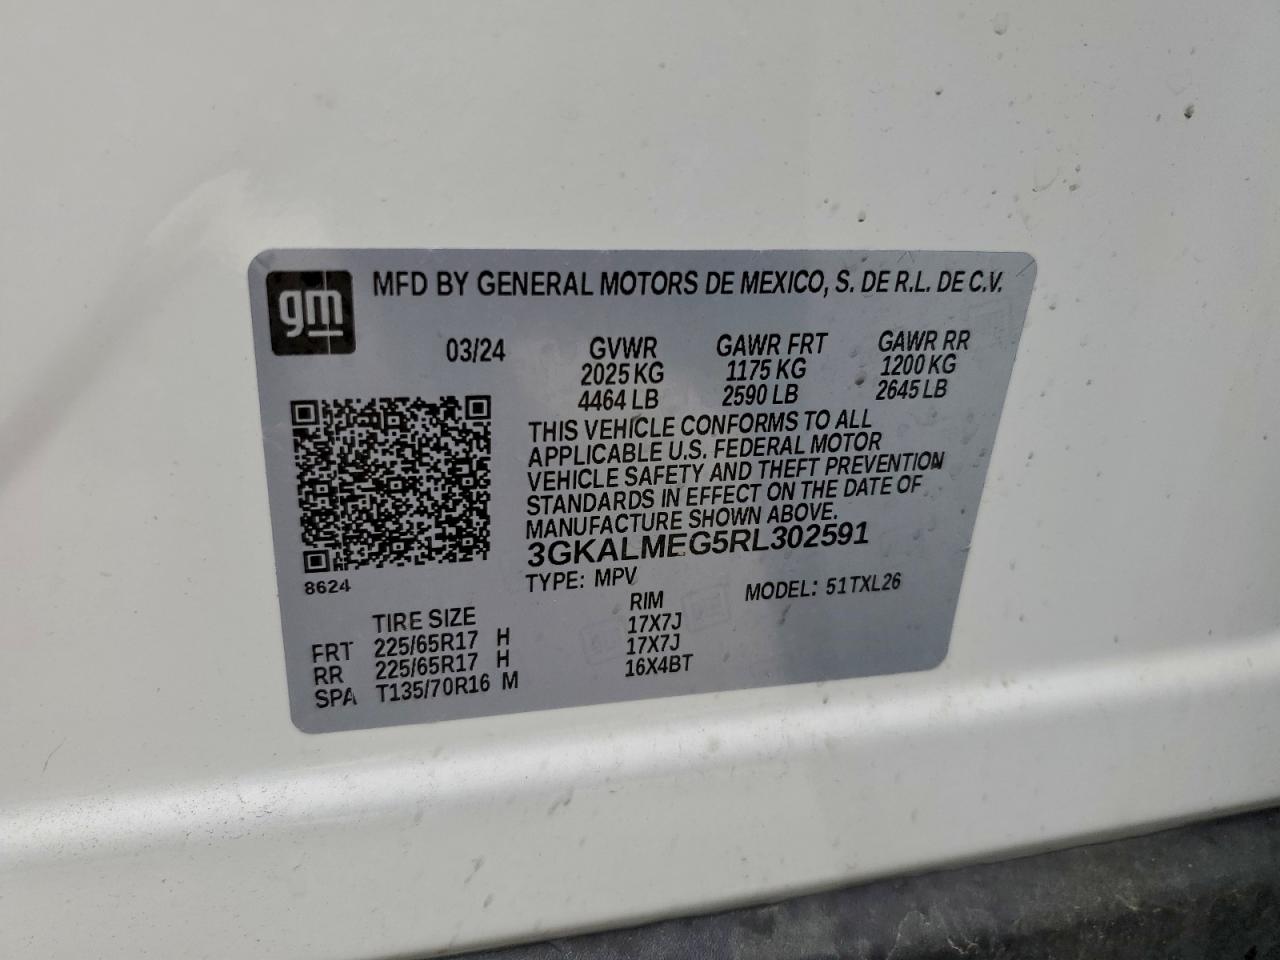 gm
MFD BY GENERAL MOTORS DE MEXICO, S. DE R.L. DE C.V.
03/24 GVWR GAWR FRT GAWR RR
2025 KG 1175 KG 1200 KG
4464 LB 2590 LB 2645 LB
THIS VEHICLE CONFORMS TO ALL
APPLICABLE U.S. FEDERAL MOTOR
VEHICLE SAFETY AND THEFT PREVENTION
STANDARDS IN EFFECT ON THE DATE OF
MANUFACTURE SHOWN ABOVE.
3GKALMEG5RL302591
8624
TYPE: MPV MODEL: 51TXL26
TIRE SIZE RIM
FRT 225/65R17 H 17X7J
RR 225/65R17 H 17X7J
SPA T135/70R16 M 16X4BT